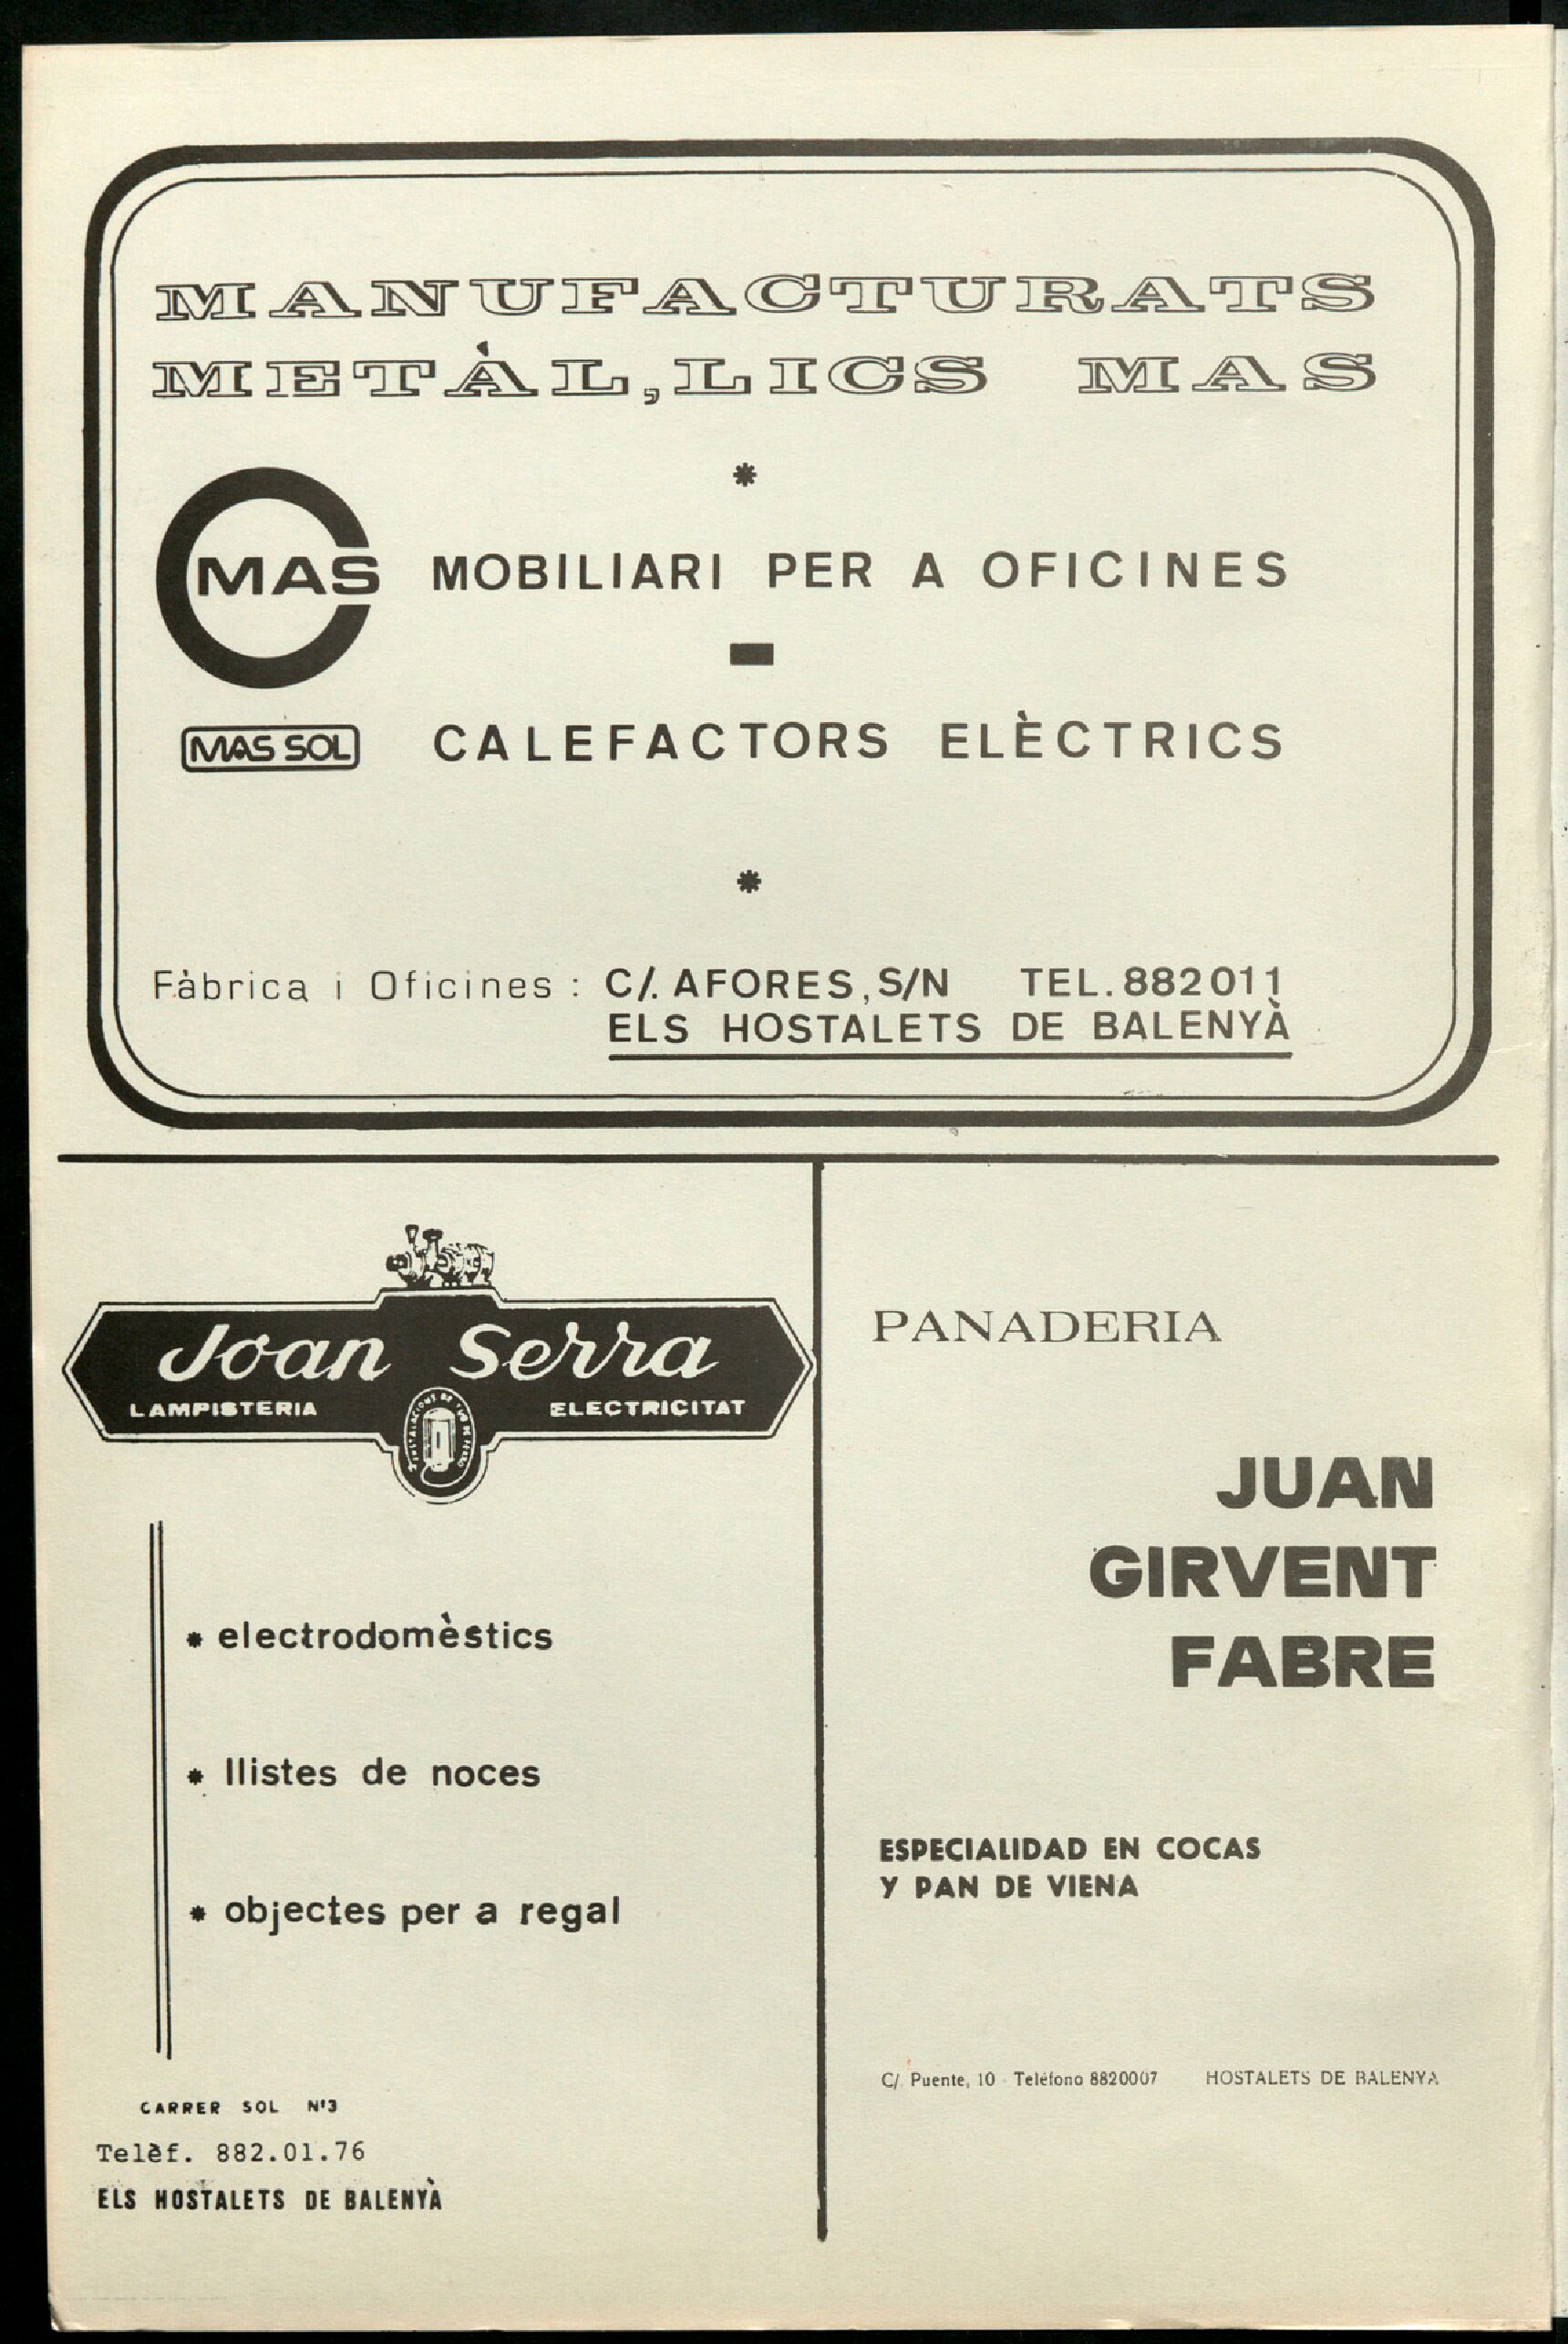 MANUFACTURATS
METÀL,LICS MAS
*
MAS
MOBILIARI PER A OFICINES
-
MAS SOL
CALEFACTORS ELÈCTRICS
*
Fàbrica i Oficines : C/. AFORES, S/N TEL. 882011
ELS HOSTALETS DE BALENYÀ
Joan Serra
LAMPISTERIA ELECTRICITAT
* electrodomèstics
* llistes de noces
* objectes per a regal
CARRER SOL N'3
Telèf. 882.01.76
ELS HOSTALETS DE BALENYÀ
PANADERIA
JUAN
GIRVENT
FABRE
ESPECIALIDAD EN COCAS
Y PAN DE VIENA
C/. Puente, 10 - Teléfono 8820007 HOSTALETS DE BALENYA